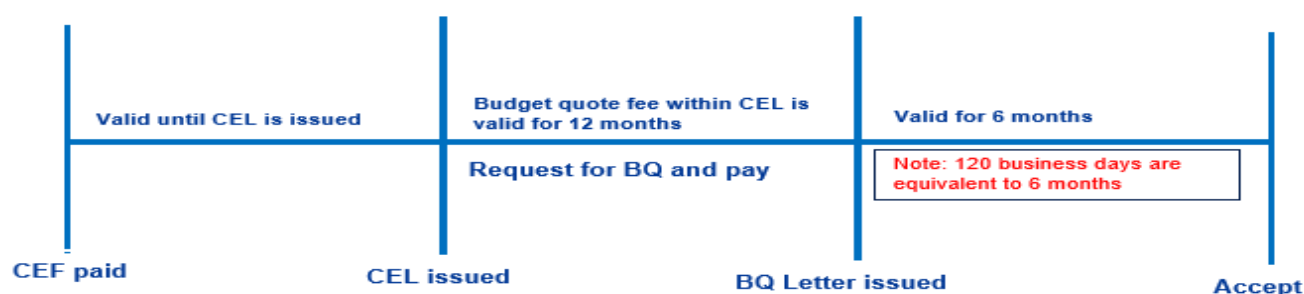 Valid until CEL is issued
Budget quote fee within CEL is
valid for 12 months
Valid for 6 months
Request for BQ and pay
Note: 120 business days are
equivalent to 6 months
CEF paid
CEL issued
BQ Letter issued
Accept